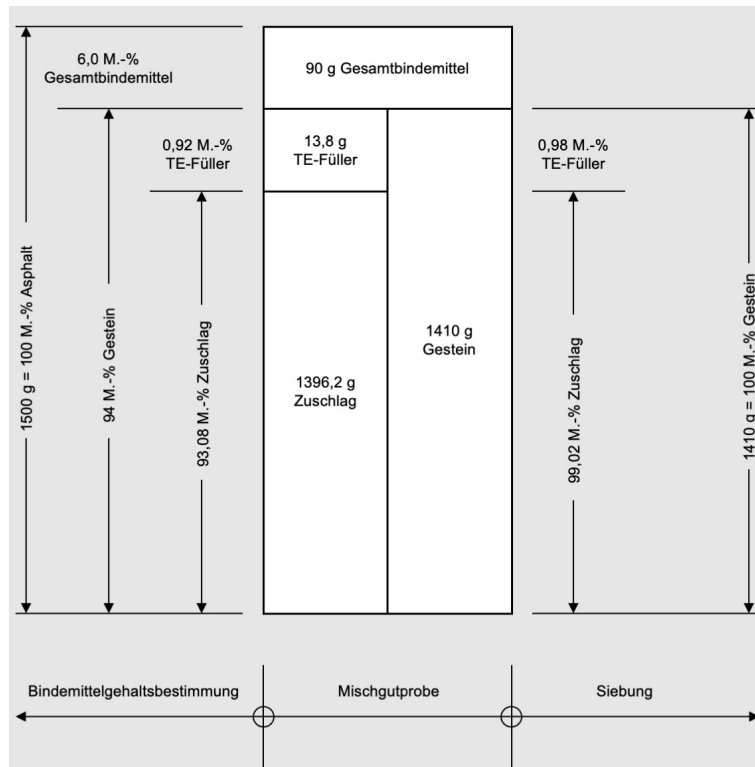 6,0 M.-%
Gesamtbindemittel
90 g Gesamtbindemittel
0,92 M.-%
TE-Füller
13,8 g
TE-Füller
0,98 M.-%
TE-Füller
1500 g = 100 M.-% Asphalt
94 M.-% Gestein
93,08 M.-% Zuschlag
1396,2 g
Zuschlag
1410 g
Gestein
99,02 M.-% Zuschlag
1410 g = 100 M.-% Gestein
Bindemittelgehaltsbestimmung
Mischgutprobe
Siebung